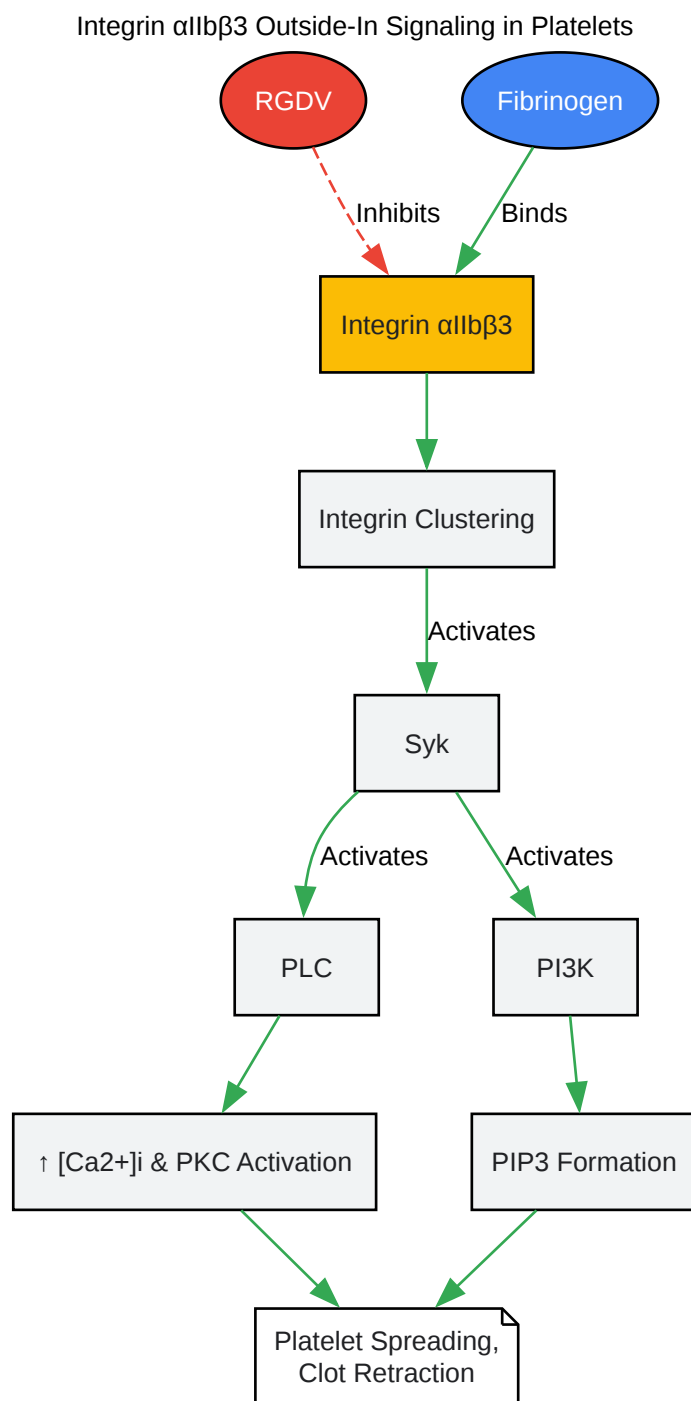 Integrin αIIbβ3 Outside-In Signaling in Platelets
RGDV
Fibrinogen
Inhibits
Binds
Integrin αIIbβ3
Integrin Clustering
Activates
Syk
Activates
Activates
PLC
PI3K
↑ [Ca2+]i & PKC Activation
PIP3 Formation
Platelet Spreading,
Clot Retraction